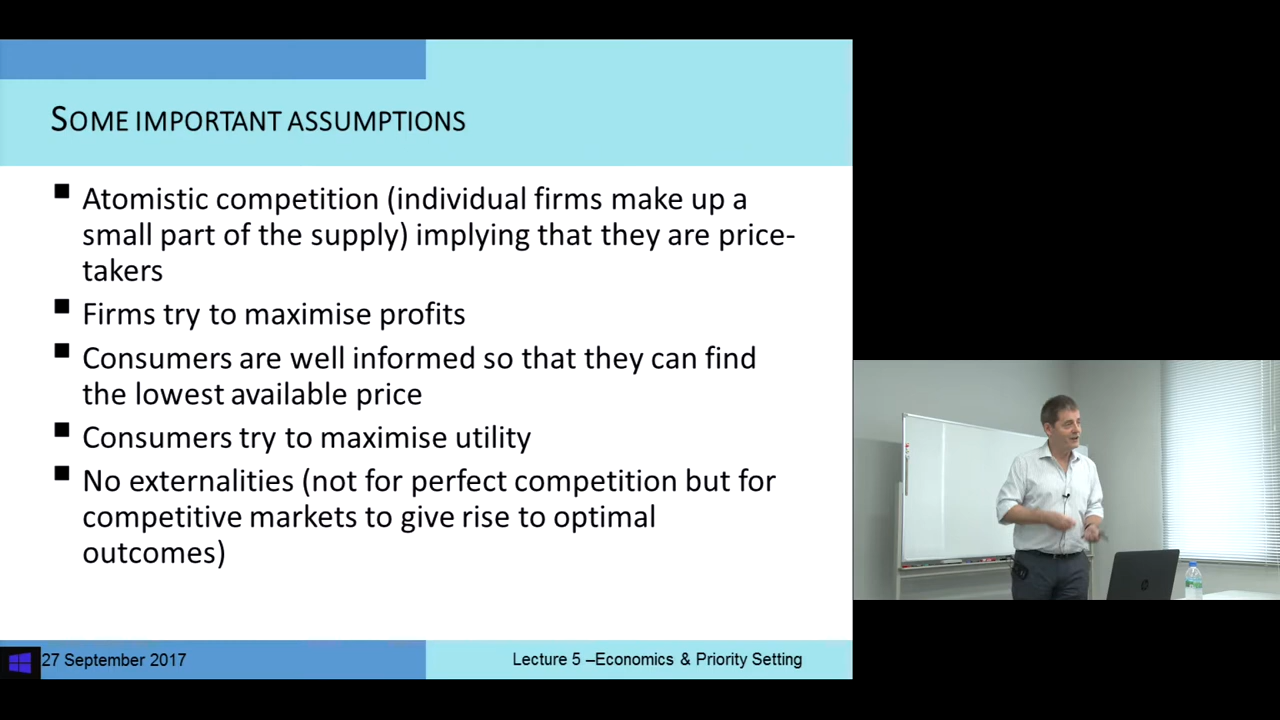 SOME IMPORTANT ASSUMPTIONS
Atomistic competition (individual firms make up a
small part of the supply) implying that they are price-
takers
Firms try to maximise profits
Consumers are well informed so that they can find
the lowest available price
Consumers try to maximise utility
No externalities (not for perfect competition but for
competitive markets to give rise to optimal
outcomes)
27 September 2017
Lecture 5 –Economics & Priority Setting